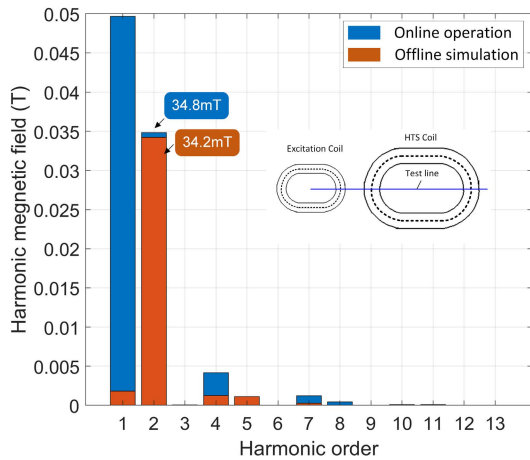 Harmonic megnetic field (T)
0.05
0.045
0.04
0.035
0.03
0.025
0.02
0.015
0.01
0.005
0
Online operation
Offline simulation
34.8mT
34.2mT
Excitation Coil
HTS Coil
Test line
1 2 3 4 5 6 7 8 9 10 11 12 13
Harmonic order